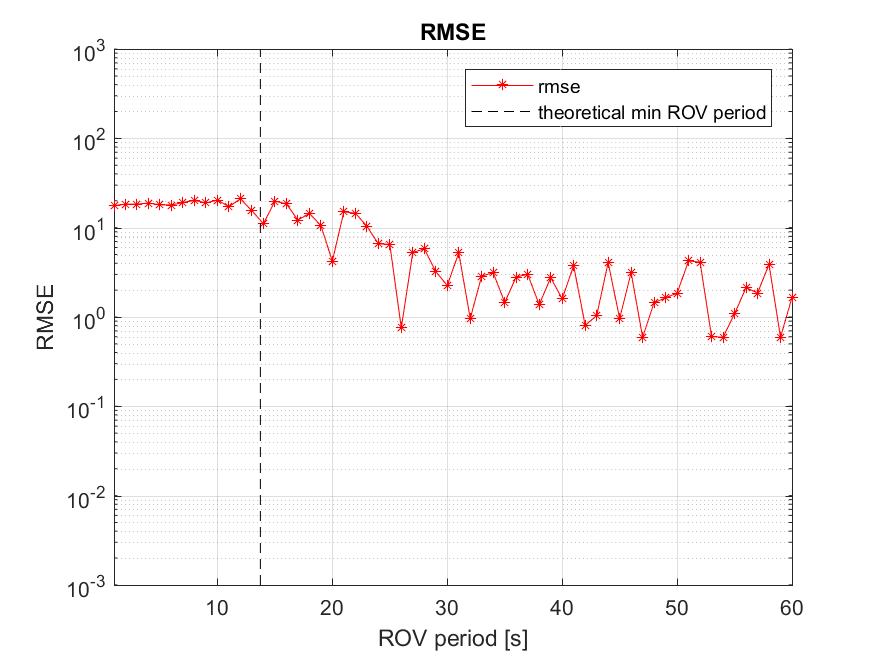 RMSE
10^3
10^2
10^1
10^0
10^-1
10^-2
10^-3
RMSE
rmse
theoretical min ROV period
10 20 30 40 50 60
ROV period [s]